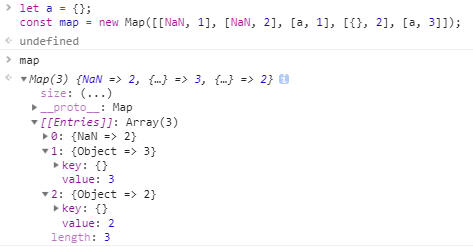 > let a = {};
const map = new Map([[NaN, 1], [NaN, 2], [a, 1], [{}, 2], [a, 3]]);
undefined
> map
▼Map(3) {NaN => 2, {…} => 3, {…} => 2} i
size: (...)
▶__proto__: Map
▼[[Entries]]: Array(3)
▶0: {NaN => 2}
▼1: {Object => 3}
▶key: {}
value: 3
▼2: {Object => 2}
▶key: {}
value: 2
length: 3